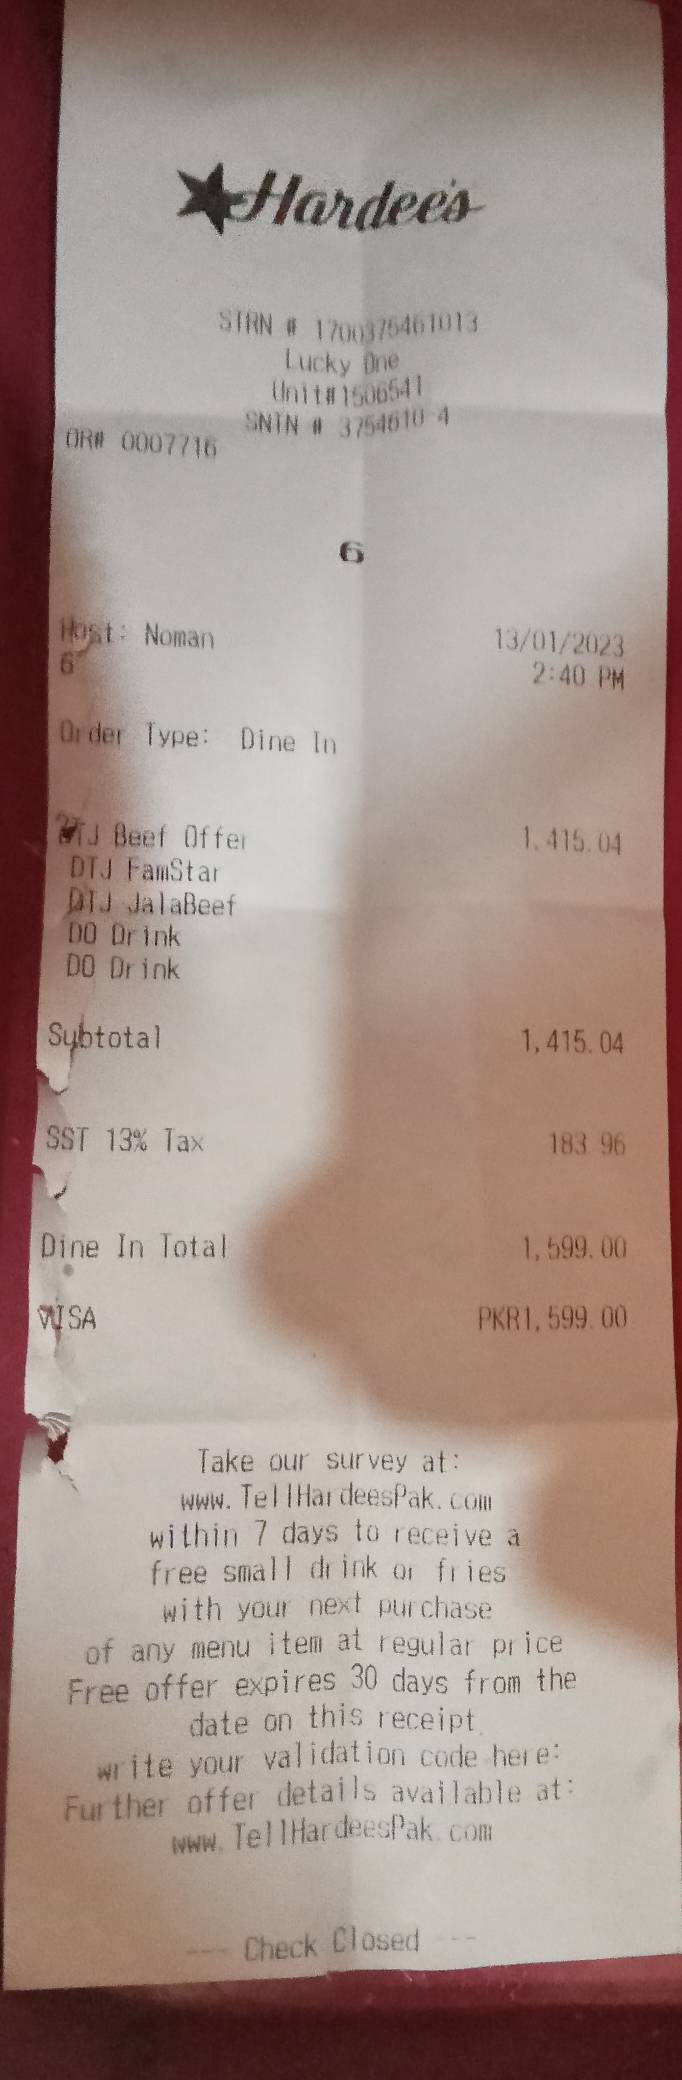 Hardee's
STRN # 1700375461013
Lucky One
Unit#1506541
SNTN # 3754610 4
OR# 0007716
6
Host: Noman 13/01/2023
6 2:40 PM
Order Type: Dine In
DTJ Beef Offer 1,415.04
DTJ FamStar
DTJ JalaBeef
DO Drink
DO Drink
Subtotal 1,415.04
SST 13% Tax 183.96
Dine In Total 1,599.00
VISA PKR1,599.00
Take our survey at:
www.TellHardeesPak.com
within 7 days to receive a
free small drink or fries
with your next purchase
of any menu item at regular price
Free offer expires 30 days from the
date on this receipt.
write your validation code here:
Further offer details available at:
www.TellHardeesPak.com
--- Check Closed ---